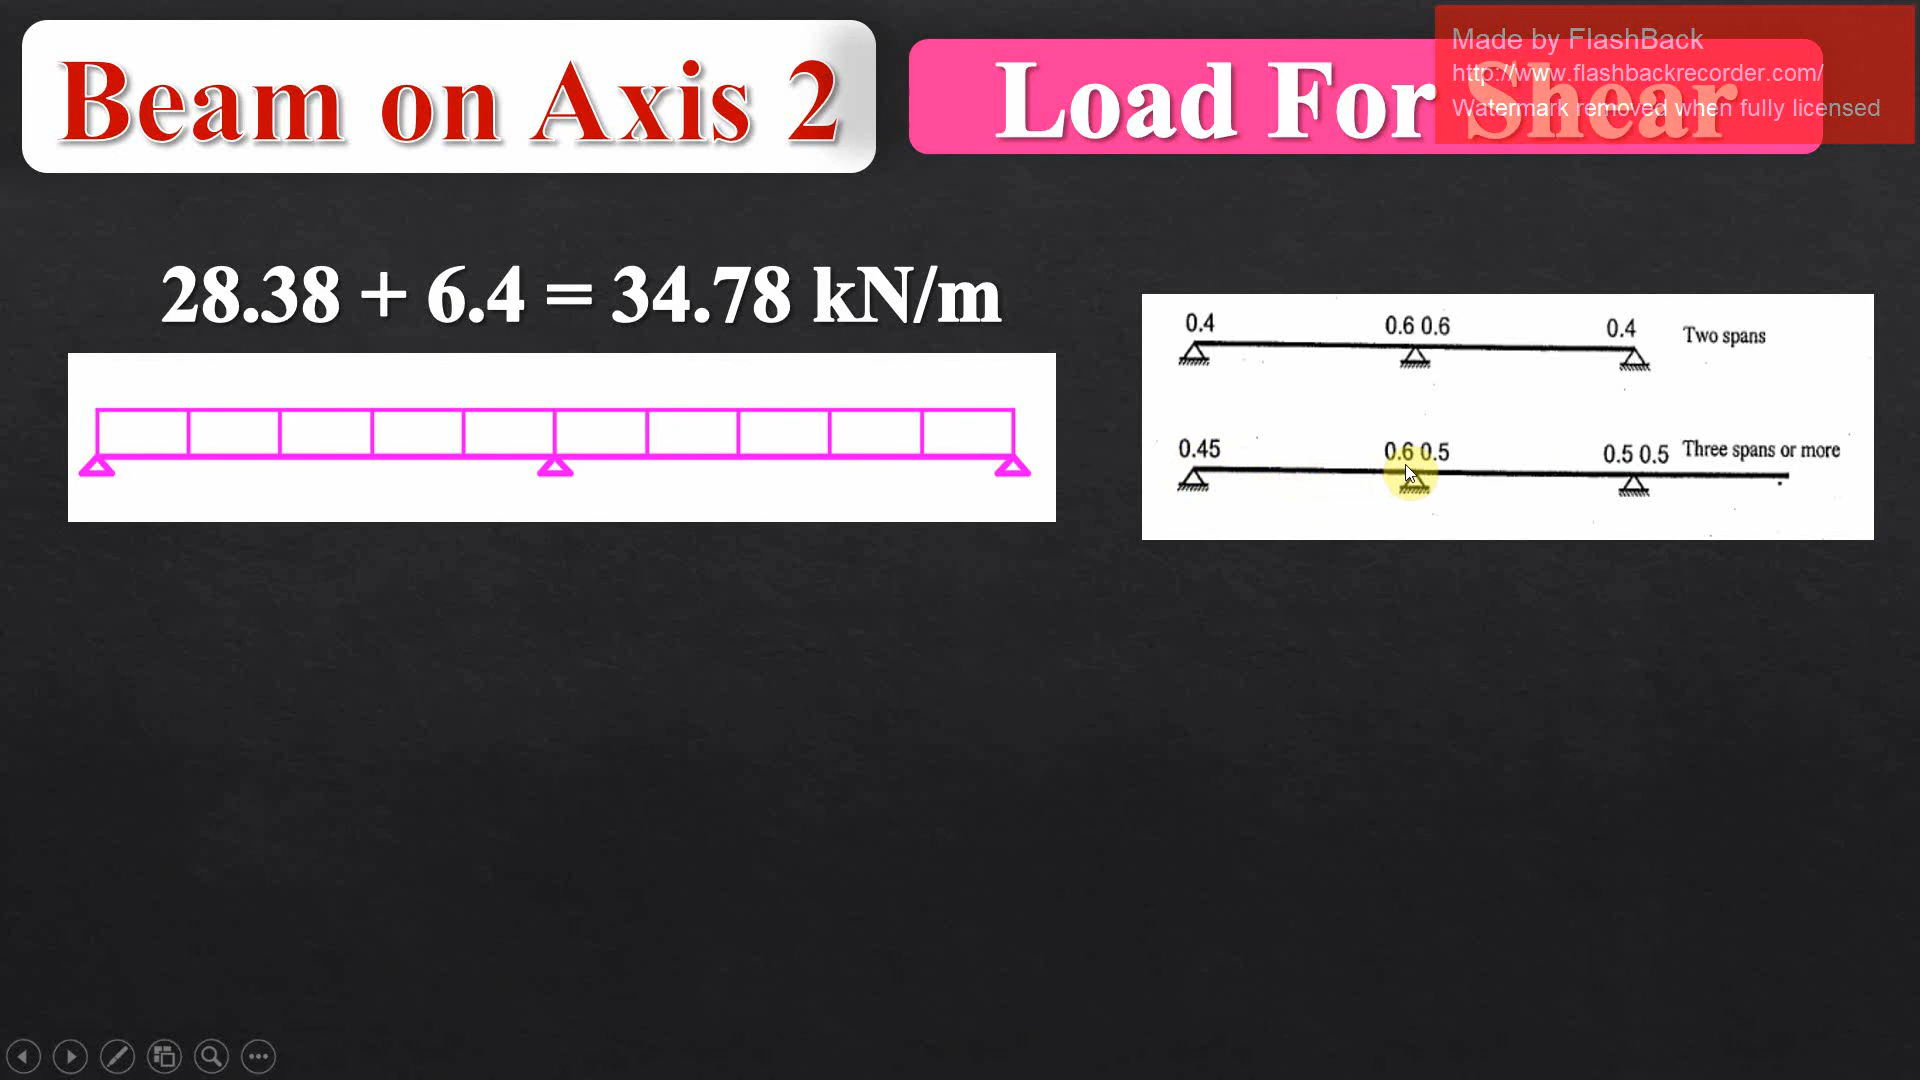 Beam on Axis 2
Load For Shear
Made by FlashBack
http://www.flashbackrecorder.com/
Watermark removed when fully licensed
28.38 + 6.4 = 34.78 kN/m
0.4 0.6 0.6 0.4 Two spans
0.45 0.6 0.5 0.5 0.5 Three spans or more